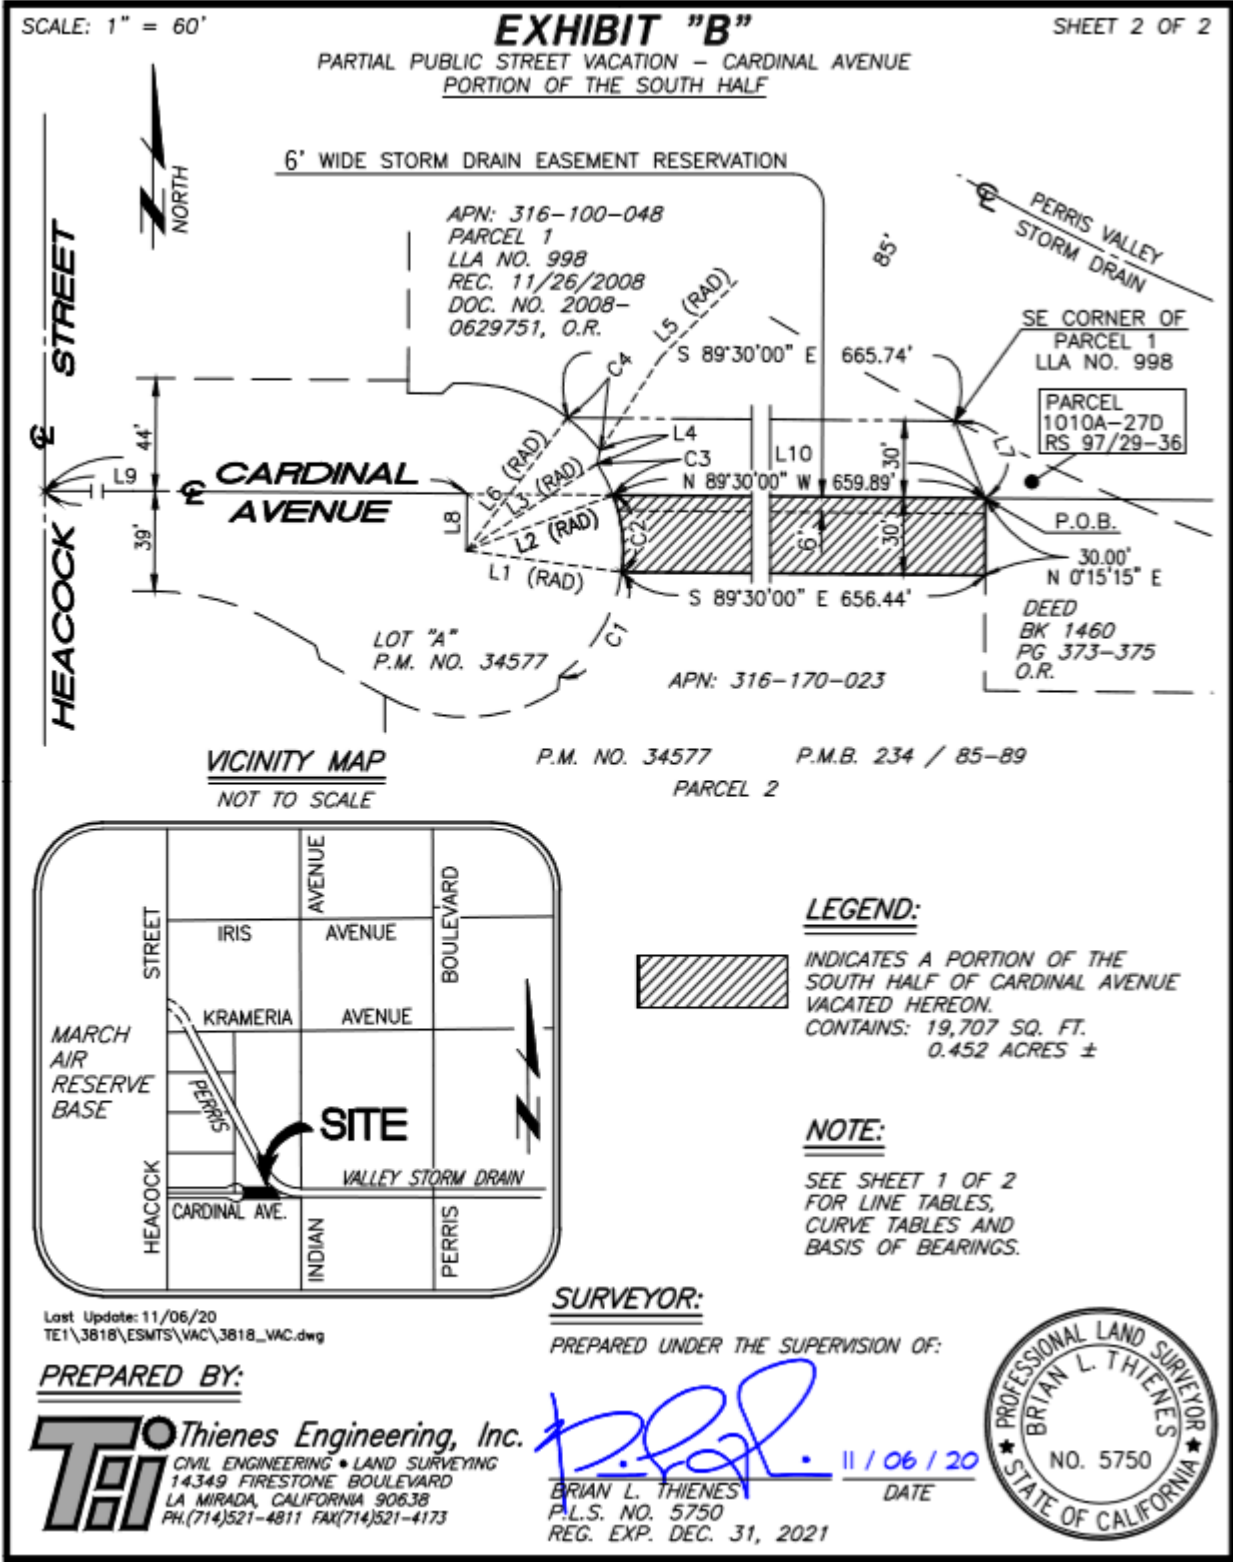 SCALE: 1" = 60'
EXHIBIT "B"
SHEET 2 OF 2
PARTIAL PUBLIC STREET VACATION – CARDINAL AVENUE
PORTION OF THE SOUTH HALF
6' WIDE STORM DRAIN EASEMENT RESERVATION
NORTH
APN: 316-100-048
PARCEL 1
LLA NO. 998
REC. 11/26/2008
DOC. NO. 2008-
0629751, O.R.
85'
PERRIS VALLEY
STORM DRAIN
SE CORNER OF
PARCEL 1
LLA NO. 998
PARCEL
1010A-27D
RS 97/29-36
HEACOCK STREET
44'
39'
L9
CARDINAL
AVENUE
L8
L6 (RAD)
L3 (RAD)
L2 (RAD)
L1 (RAD)
L5 (RAD)
C4
S 89°30'00" E 665.74'
L4
C3
L10
N 89°30'00" W 659.89'
30'
L7
C2
6'
30'
P.O.B.
30.00'
N 0°15'15" E
S 89°30'00" E 656.44'
C1
DEED
BK 1460
PG 373-375
O.R.
LOT "A"
P.M. NO. 34577
APN: 316-170-023
P.M. NO. 34577 P.M.B. 234 / 85-89
PARCEL 2
VICINITY MAP
NOT TO SCALE
STREET
AVENUE
BOULEVARD
IRIS AVENUE
KRAMERIA AVENUE
MARCH
AIR
RESERVE
BASE
PERRIS
SITE
VALLEY STORM DRAIN
CARDINAL AVE.
HEACOCK
INDIAN
PERRIS
LEGEND:
INDICATES A PORTION OF THE
SOUTH HALF OF CARDINAL AVENUE
VACATED HEREON.
CONTAINS: 19,707 SQ. FT.
0.452 ACRES ±
NOTE:
SEE SHEET 1 OF 2
FOR LINE TABLES,
CURVE TABLES AND
BASIS OF BEARINGS.
Last Update: 11/06/20
TE1\3818\ESMTS\VAC\3818_VAC.dwg
PREPARED BY:
Thienes Engineering, Inc.
CIVIL ENGINEERING • LAND SURVEYING
14349 FIRESTONE BOULEVARD
LA MIRADA, CALIFORNIA 90638
PH.(714)521-4811 FAX(714)521-4173
SURVEYOR:
PREPARED UNDER THE SUPERVISION OF:
11 / 06 / 20
BRIAN L. THIENES
DATE
P.L.S. NO. 5750
REG. EXP. DEC. 31, 2021
PROFESSIONAL LAND SURVEYOR
BRIAN L. THIENES
NO. 5750
STATE OF CALIFORNIA